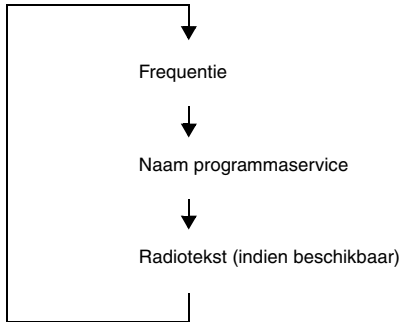 Frequentie
Naam programmaservice
Radiotekst (indien beschikbaar)